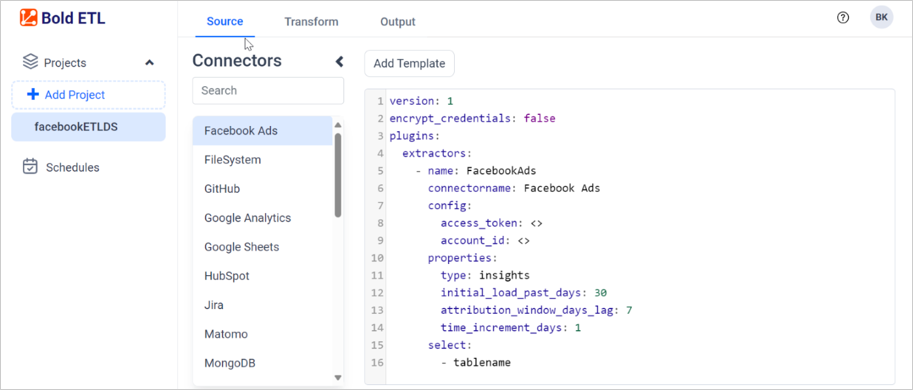 Bold ETL
Source Transform Output
BK
Projects
Add Project
facebookETLDS
Schedules
Connectors
Search
Facebook Ads
FileSystem
GitHub
Google Analytics
Google Sheets
HubSpot
Jira
Matomo
MongoDB
Add Template
1 version: 1
2 encrypt_credentials: false
3 plugins:
4 extractors:
5 - name: FacebookAds
6 connectorname: Facebook Ads
7 config:
8 access_token: <>
9 account_id: <>
10 properties:
11 type: insights
12 initial_load_past_days: 30
13 attribution_window_days_lag: 7
14 time_increment_days: 1
15 select:
16 - tablename